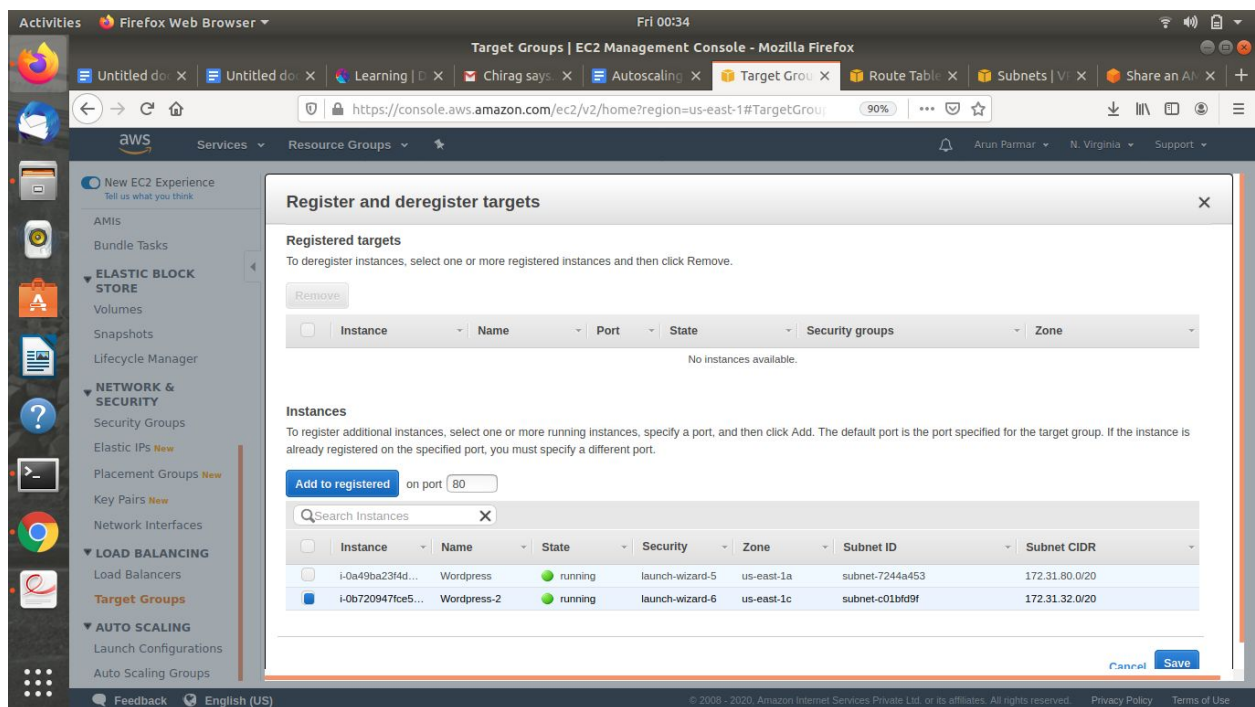 Activities Firefox Web Browser Fri 00:34
Target Groups | EC2 Management Console - Mozilla Firefox
Untitled do Untitled do Learning | D Chirag says. Autoscaling Target Grou Route Table Subnets | V Share an AM
https://console.aws.amazon.com/ec2/v2/home?region=us-east-1#TargetGroup 90%
aws Services Resource Groups Arun Parmar N. Virginia Support
New EC2 Experience
Tell us what you think
AMIs
Bundle Tasks
ELASTIC BLOCK
STORE
Volumes
Snapshots
Lifecycle Manager
NETWORK &
SECURITY
Security Groups
Elastic IPs New
Placement Groups New
Key Pairs New
Network Interfaces
LOAD BALANCING
Load Balancers
Target Groups
AUTO SCALING
Launch Configurations
Auto Scaling Groups
Register and deregister targets
Registered targets
To deregister instances, select one or more registered instances and then click Remove.
Remove
Instance Name Port State Security groups Zone
No instances available.
Instances
To register additional instances, select one or more running instances, specify a port, and then click Add. The default port is the port specified for the target group. If the instance is
already registered on the specified port, you must specify a different port.
Add to registered on port 80
Search Instances
Instance Name State Security Zone Subnet ID Subnet CIDR
i-0a49ba23f4d... Wordpress running launch-wizard-5 us-east-1a subnet-7244a453 172.31.80.0/20
i-0b720947fce5... Wordpress-2 running launch-wizard-6 us-east-1c subnet-c01bfd9f 172.31.32.0/20
Cancel Save
Feedback English (US) © 2008 - 2020, Amazon Internet Services Private Ltd. or its affiliates. All rights reserved. Privacy Policy Terms of Use